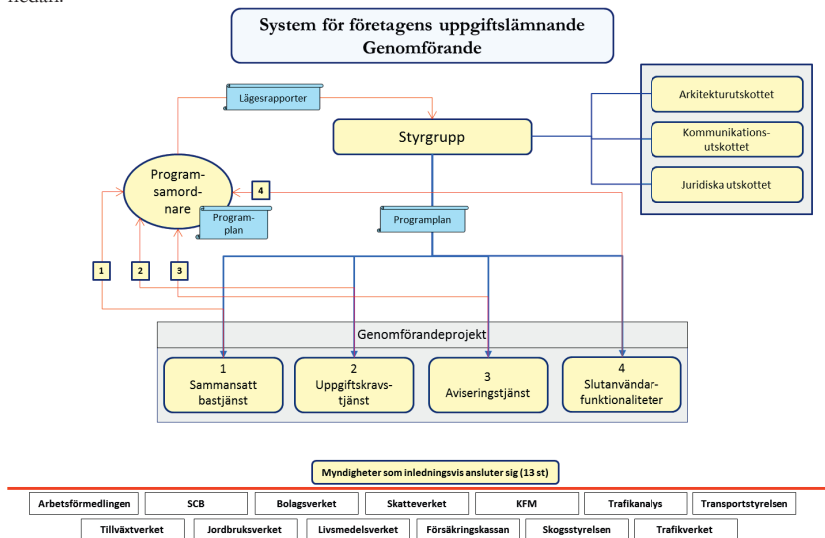 nedan.
System för företagens uppgiftslämnande
Genomförande
Lägesrapporter
Styrgrupp
Arkitekturutskottet
Kommunikations-
utskottet
Juridiska utskottet
Program-
samord-
nare
4
Program-
plan
Programplan
1
2
3
Genomförandeprojekt
1
Sammansatt
bastjänst
2
Uppgiftskravs-
tjänst
3
Aviseringstjänst
4
Slutanvändar-
funktionaliteter
Myndigheter som inledningsvis ansluter sig (13 st)
Arbetsförmedlingen SCB Bolagsverket Skatteverket KFM Trafikanalys Transportstyrelsen
Tillväxtverket Jordbruksverket Livsmedelsverket Försäkringskassan Skogsstyrelsen Trafikverket